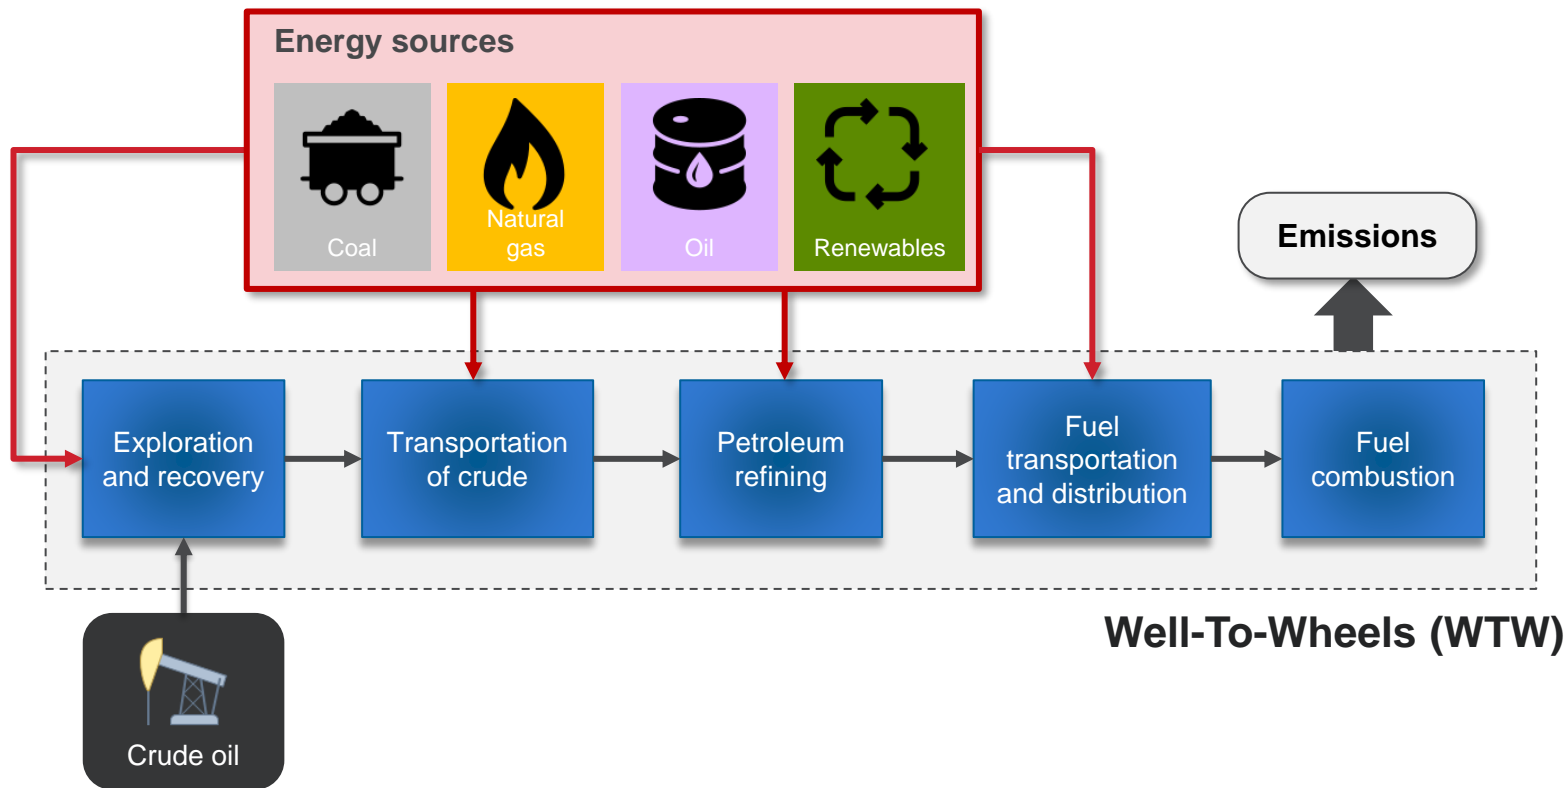 Energy sources
Coal
Natural
gas
Oil
Renewables
Emissions
Exploration
and recovery
Transportation
of crude
Petroleum
refining
Fuel
transportation
and distribution
Fuel
combustion
Well-To-Wheels (WTW)
Crude oil